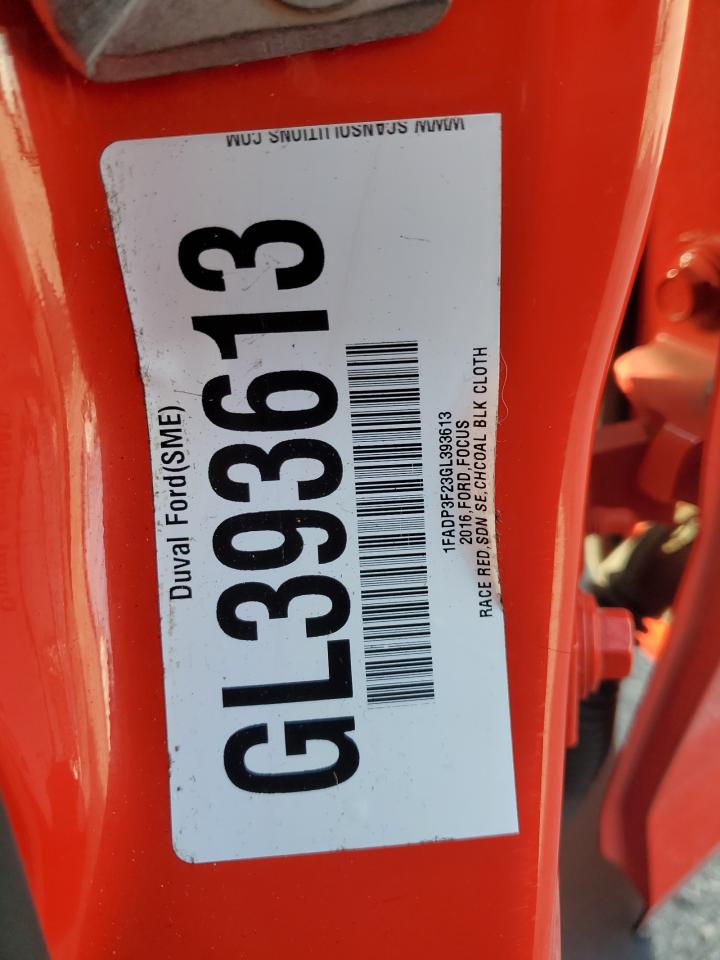 Duval Ford(SME)
GL393613
1FADP3F23GL393613
2016,FORD,FOCUS
RACE RED,SDN SE,CHCOAL BLK CLOTH
WWW SCANSOLUTIONS COM